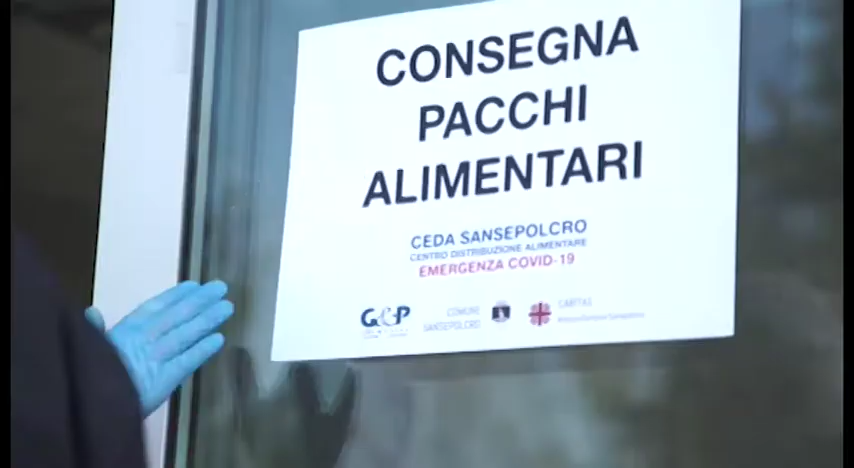 CONSEGNA
PACCHI
ALIMENTARI
CEDA SANSEPOLCRO
CENTRO DISTRIBUZIONE ALIMENTARE
EMERGENZA COVID-19
G&P
COMUNE
SANSEPOLCRO
CARITAS